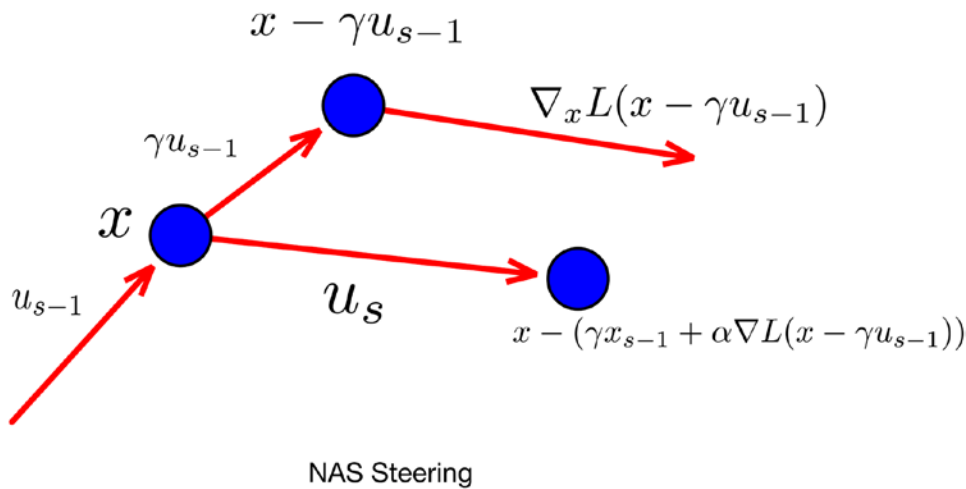 x − γu_{s−1}
∇_x L(x − γu_{s−1})
γu_{s−1}
x
u_{s−1}
u_s
x − (γx_{s−1} + α∇L(x − γu_{s−1}))
NAS Steering